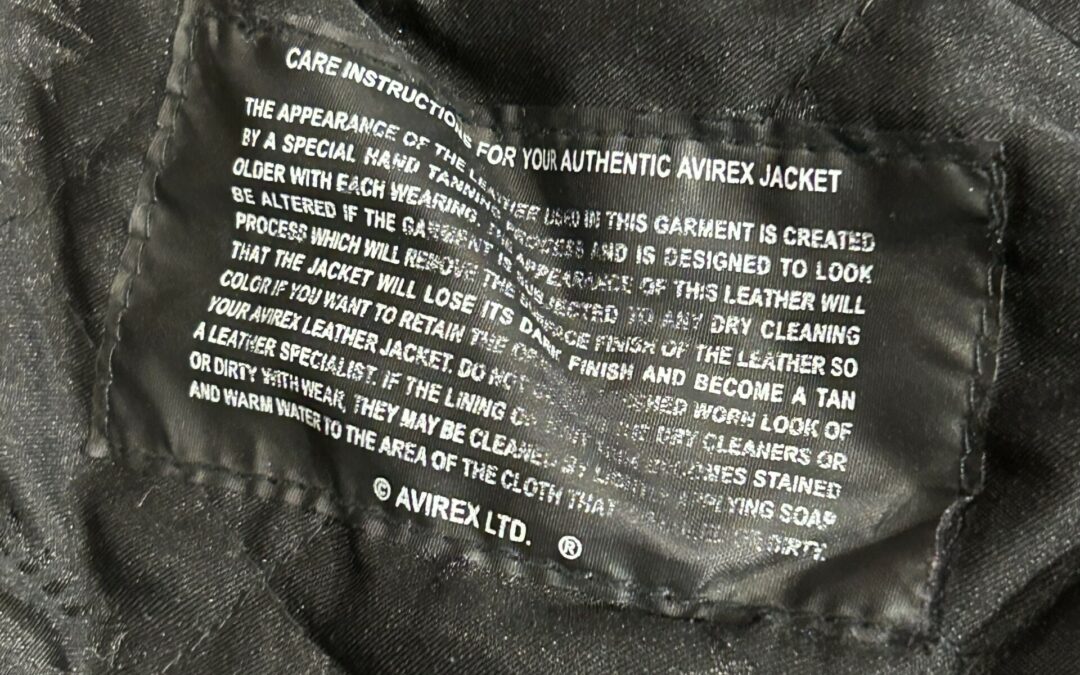 CARE INSTRUCTIONS FOR YOUR AUTHENTIC AVIREX JACKET
THE APPEARANCE OF THE LEATHER USED IN THIS GARMENT IS CREATED
BY A SPECIAL HAND TANNING PROCESS AND IS DESIGNED TO LOOK
OLDER WITH EACH WEARING. THE APPEARANCE OF THIS LEATHER WILL
BE ALTERED IF THE GARMENT IS SUBJECTED TO ANY DRY CLEANING
PROCESS WHICH WILL REMOVE THE SURFACE FINISH OF THE LEATHER SO
THAT THE JACKET WILL LOSE ITS DARK FINISH AND BECOME A TAN
COLOR IF YOU WANT TO RETAIN THE WORN LOOK OF
YOUR AVIREX LEATHER JACKET. DO NOT DRY CLEANERS OR
A LEATHER SPECIALIST. IF THE LINING BECOMES STAINED
OR DIRTY WITH WEAR, THEY MAY BE CLEANED BY LIGHTLY APPLYING SOAP
AND WARM WATER TO THE AREA OF THE CLOTH THAT DIRTY.
© AVIREX LTD. ®